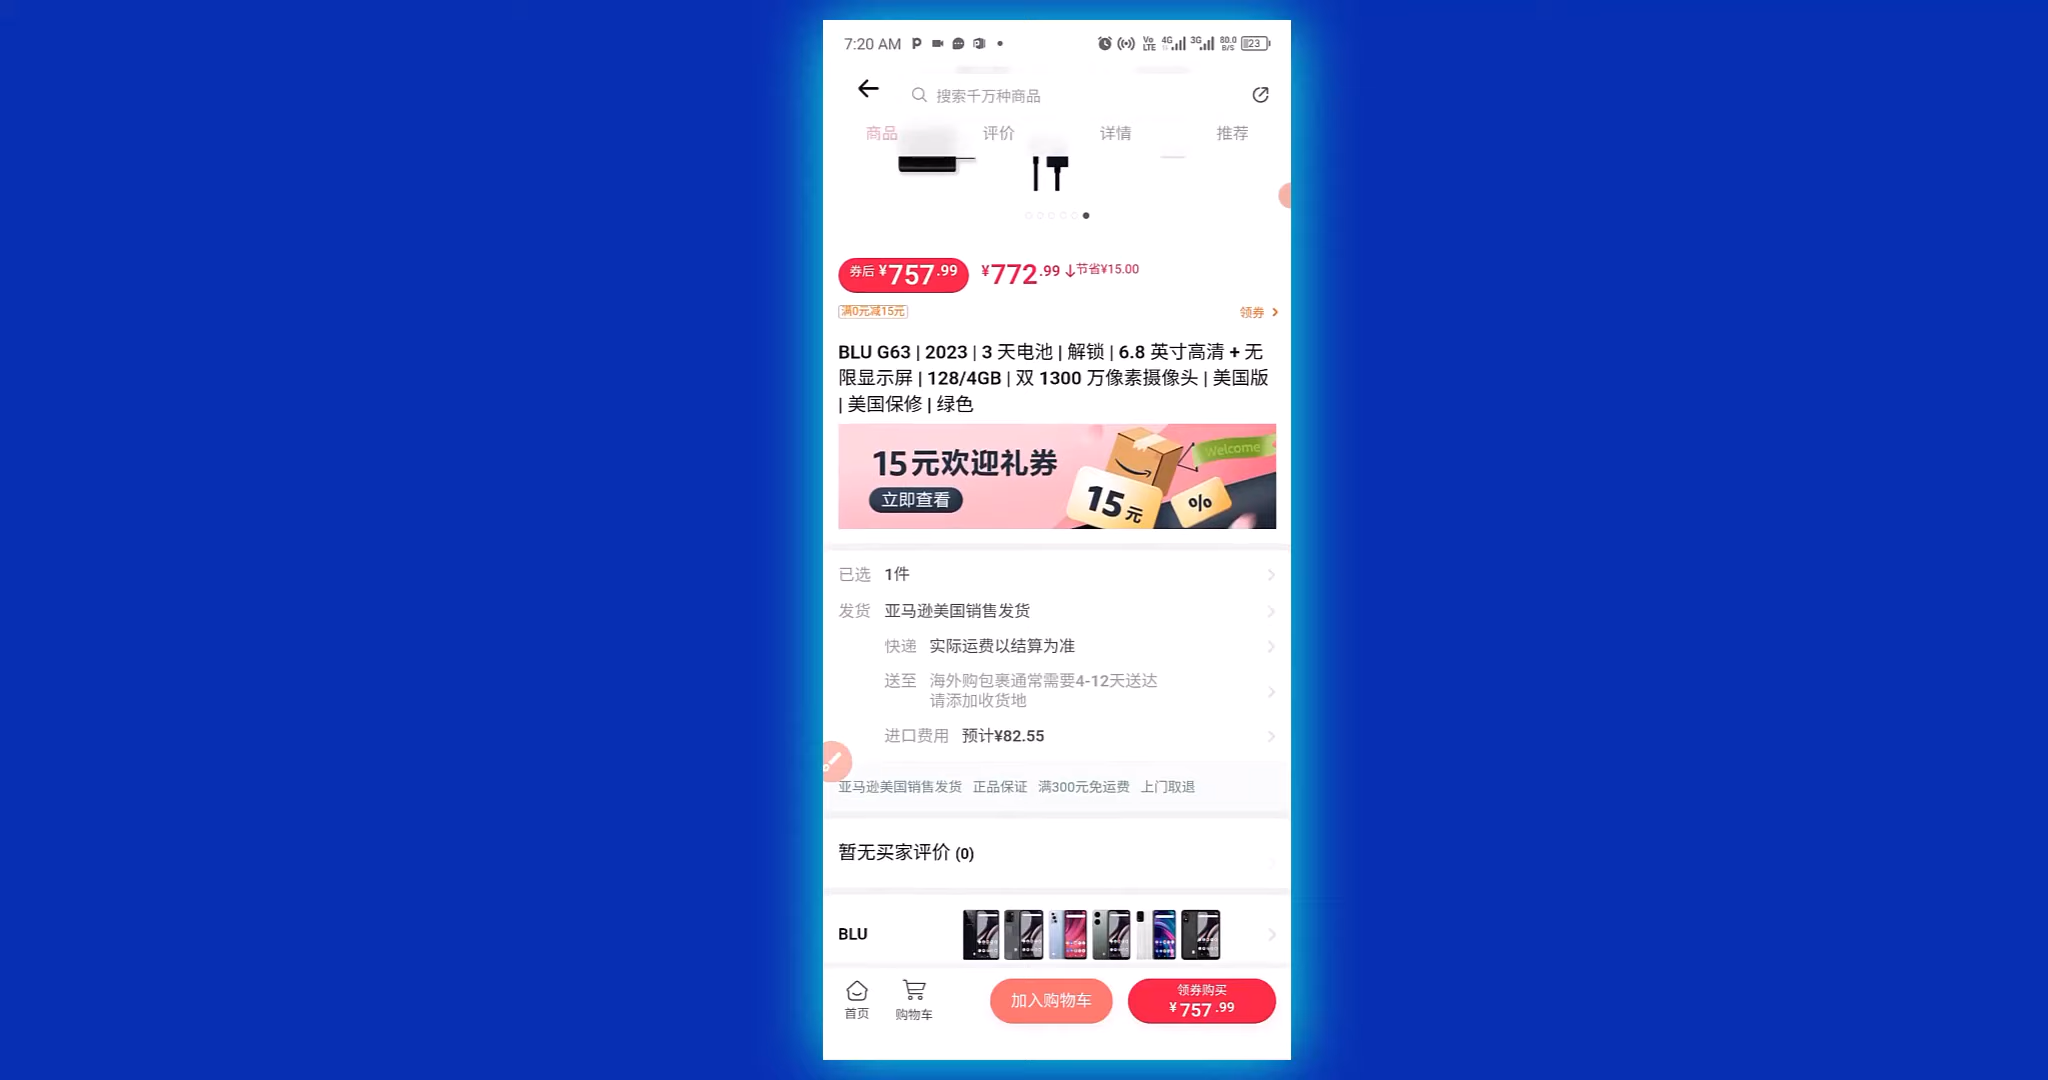 7:20 AM
Vo LTE 4G 3G 80.0 B/S 23
搜索千万种商品
商品 评价 详情 推荐
券后 ¥757.99 ¥772.99 ↓节省¥15.00
满0元减15元 领券
BLU G63 | 2023 | 3 天电池 | 解锁 | 6.8 英寸高清 + 无
限显示屏 | 128/4GB | 双 1300 万像素摄像头 | 美国版
| 美国保修 | 绿色
Welcome
15元欢迎礼券
立即查看
15元 %
已选 1件
发货 亚马逊美国销售发货
快递 实际运费以结算为准
送至 海外购包裹通常需要4-12天送达
请添加收货地
进口费用 预计¥82.55
亚马逊美国销售发货 正品保证 满300元免运费 上门取退
暂无买家评价 (0)
BLU
首页 购物车 加入购物车 领券购买
¥757.99